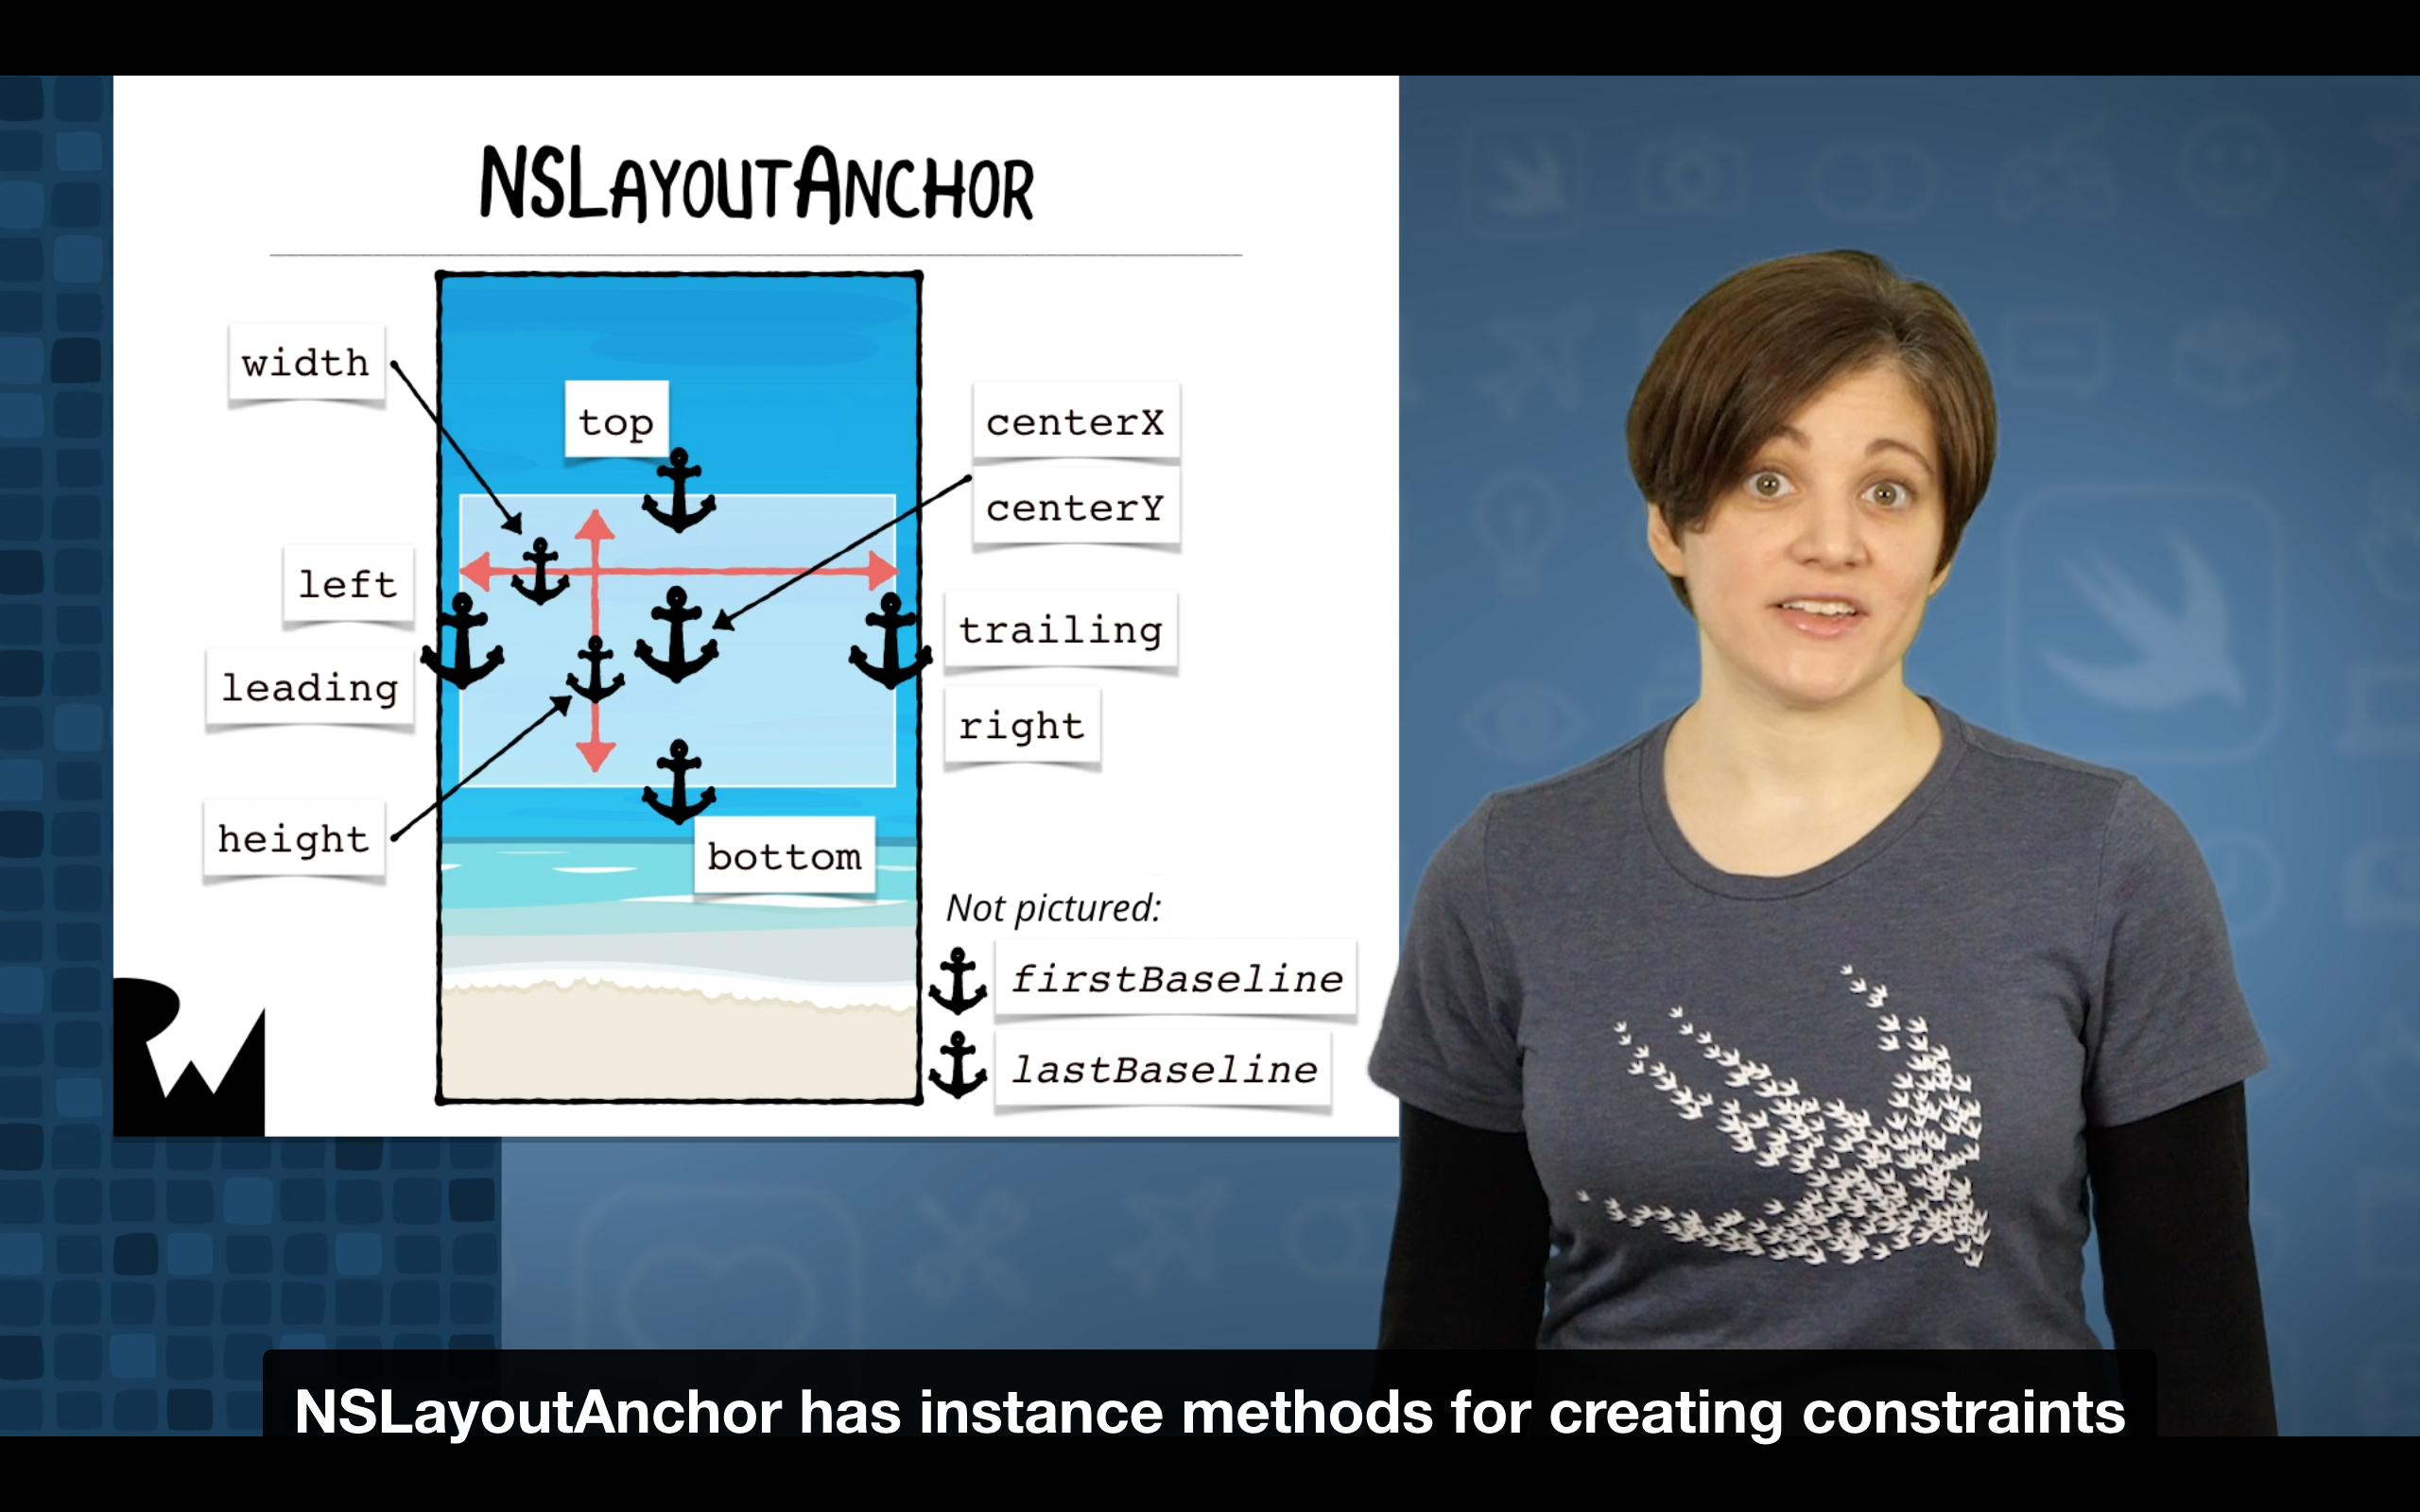 NSLAYOUTANCHOR
width
top
centerX
centerY
left
leading
trailing
right
height
bottom
Not pictured:
firstBaseline
lastBaseline
RW
NSLayoutAnchor has instance methods for creating constraints